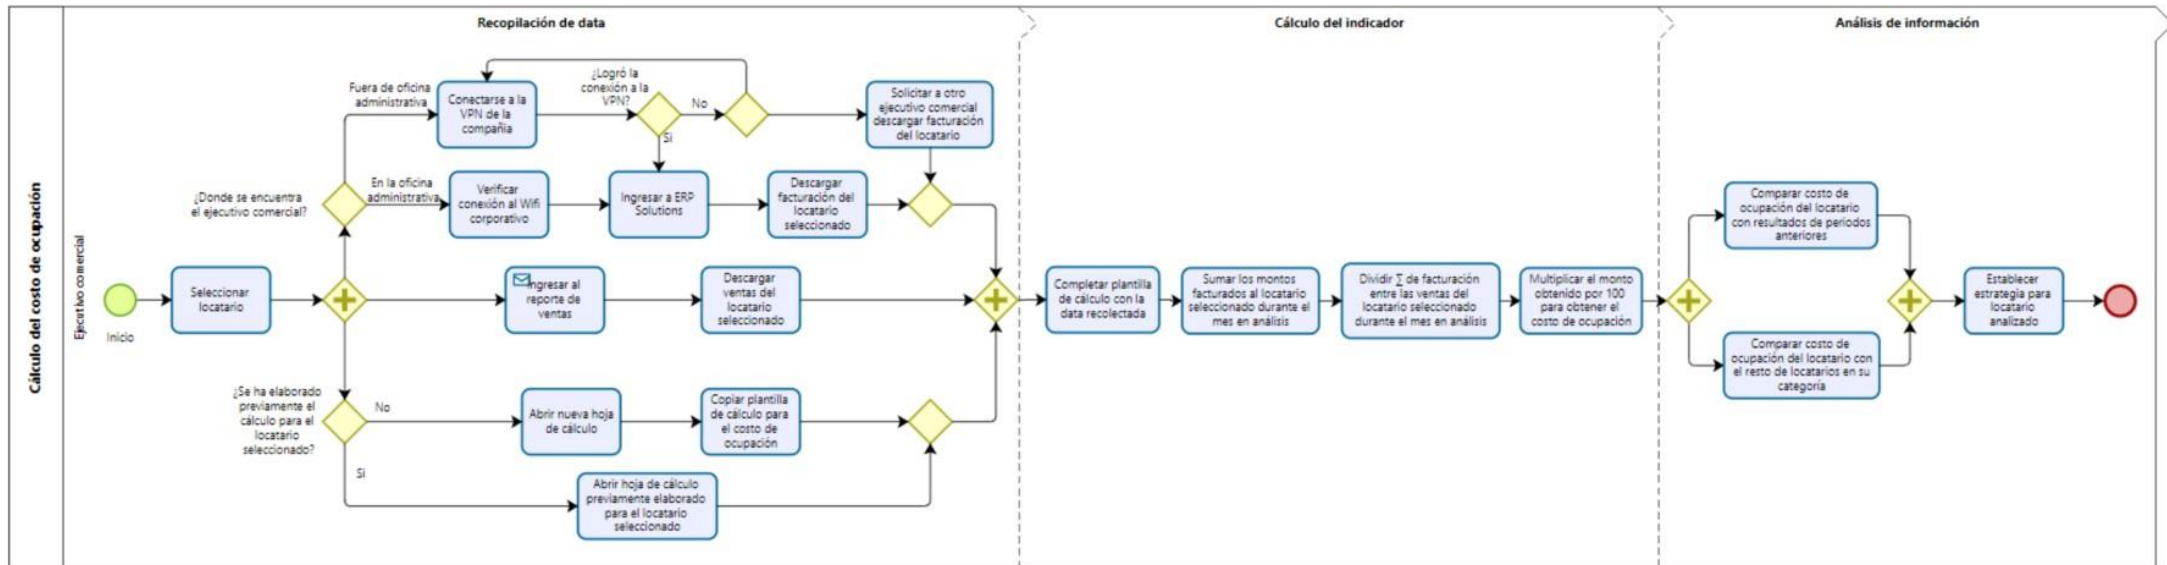 Cálculo del costo de ocupación
Ejecutivo comercial
Recopilación de data
Cálculo del indicador
Análisis de información
Inicio
Seleccionar
locatario
¿Donde se encuentra
el ejecutivo comercial?
Fuera de oficina
administrativa
Conectarse a la
VPN de la
compañia
¿Logró la
conexión a la
VPN?
No
Si
Solicitar a otro
ejecutivo comercial
descargar facturación
del locatario
En la oficina
administrativa
Verificar
conexión al Wifi
corporativo
Ingresar a ERP
Solutions
Descargar
facturación del
locatario
seleccionado
Ingresar al
reporte de
ventas
Descargar
ventas del
locatario
seleccionado
¿Se ha elaborado
previamente el
cálculo para el
locatario
seleccionado?
No
Abrir nueva hoja
de cálculo
Copiar plantilla
de cálculo para
el costo de
ocupación
Si
Abrir hoja de cálculo
previamente elaborado
para el locatario
seleccionado
Completar plantilla
de cálculo con la
data recolectada
Sumar los montos
facturados al locatario
seleccionado durante el
mes en análisis
Dividir ∑ de facturación
entre las ventas del
locatario seleccionado
durante el mes en análisis
Multiplicar el monto
obtenido por 100
para obtener el
costo de ocupación
Comparar costo de
ocupación del locatario
con resultados de periodos
anteriores
Comparar costo de
ocupación del locatario con
el resto de locatarios en su
categoría
Establecer
estrategia para
locatario
analizado